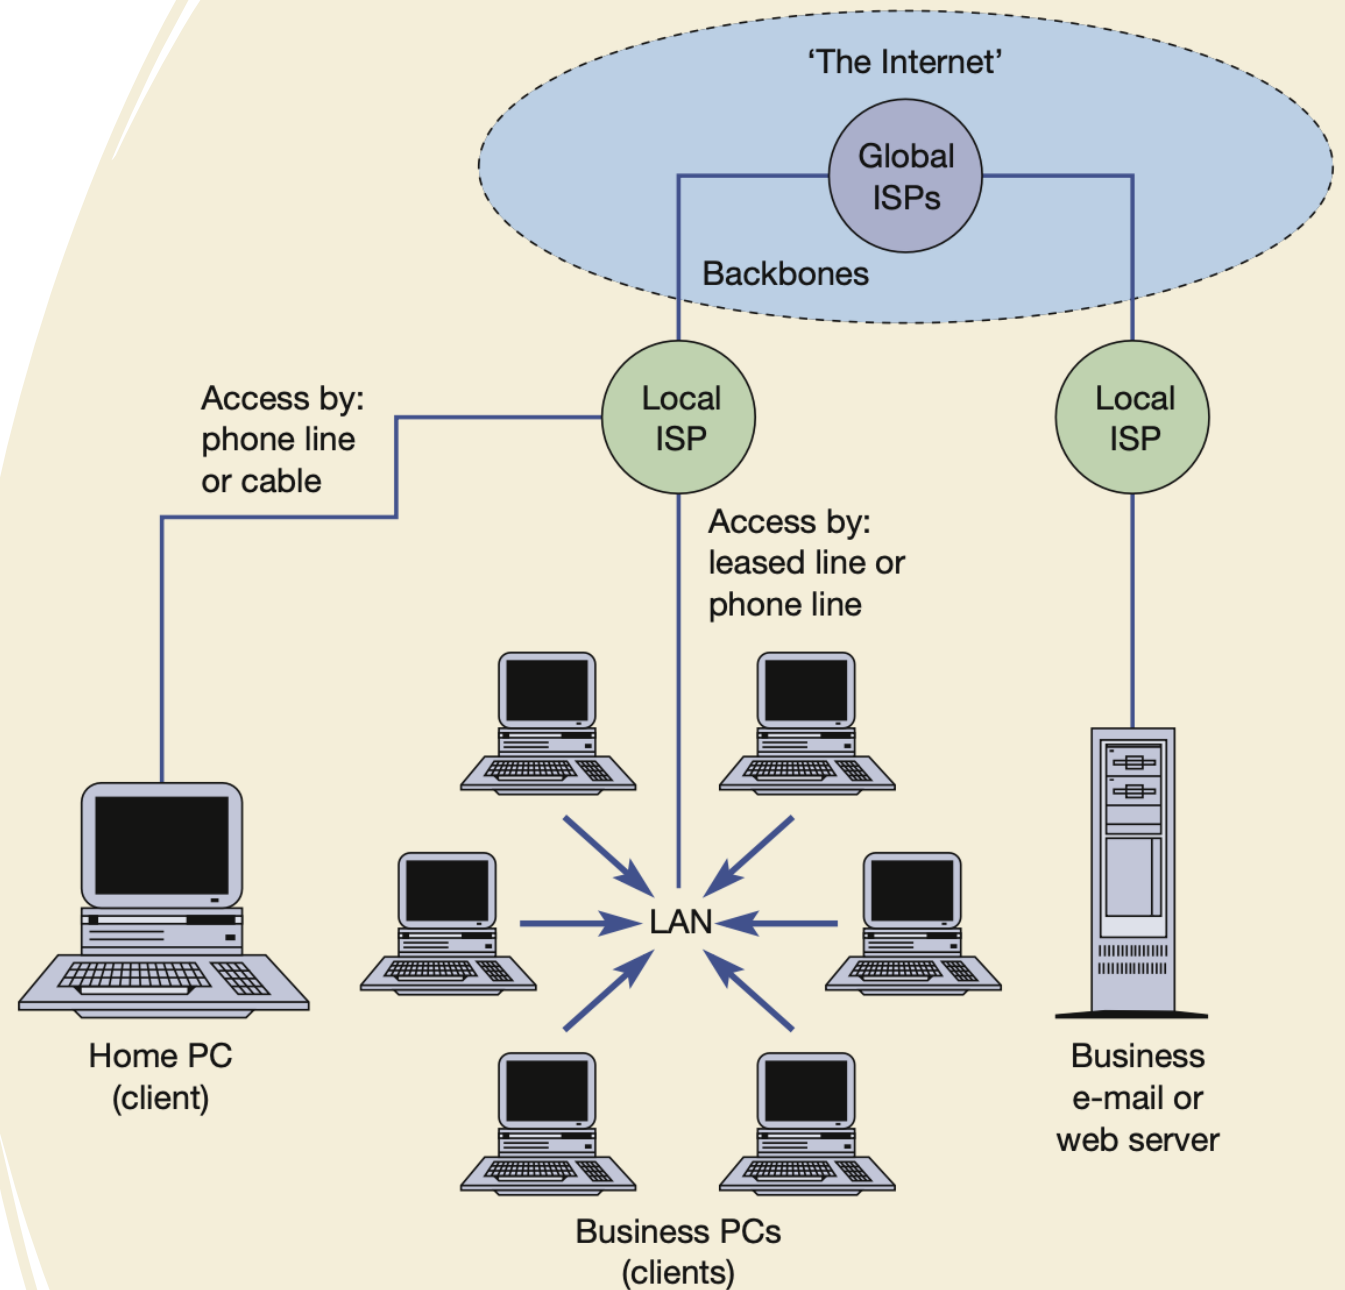 ‘The Internet’
Global
ISPs
Backbones
Local
ISP
Local
ISP
Access by:
phone line
or cable
Access by:
leased line or
phone line
LAN
Home PC
(client)
Business
e-mail or
web server
Business PCs
(clients)